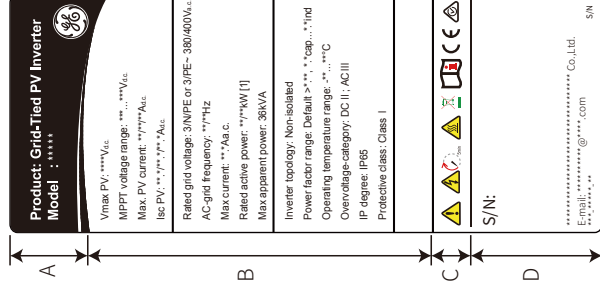 Product: Grid-Tied PV Inverter
Model : *****
Vmax PV: ****Vd.c.
MPPT voltage range: *** ... ***Vd.c.
Max. PV current: **/**/**Ad.c.
Isc PV: **.*/**.*/**.*Ad.c.
Rated grid voltage: 3/N/PE or 3/PE~ 380/400Va.c.
AC-grid frequency: **/**Hz
Max current: **.*Aa.c.
Rated active power: **/**kW [1]
Max apparent power: 36kVA
Inverter topology: Non-isolated
Power factor range: Default >*.**, *.*cap...*.*ind
Operating temperature range: -**...**°C
Overvoltage-category: DC II ; AC III
IP degree: IP65
Protective class: Class I
CE
S/N:
Co.,Ltd.
E-mail: **********@****.com
S/N
A
B
C
D